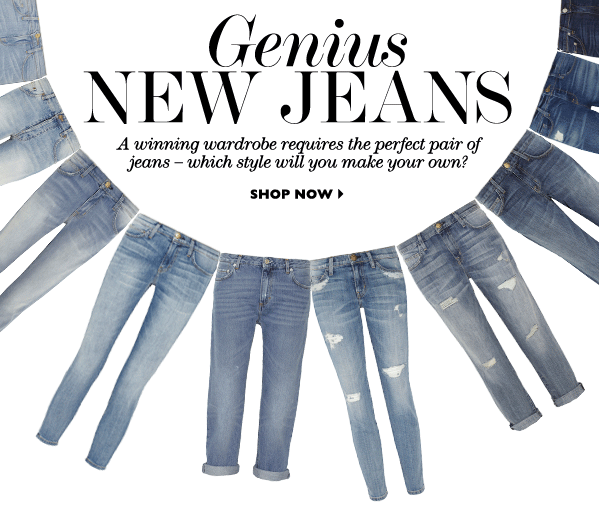 Genius
NEW JEANS
A winning wardrobe requires the perfect pair of
jeans – which style will you make your own?
SHOP NOW